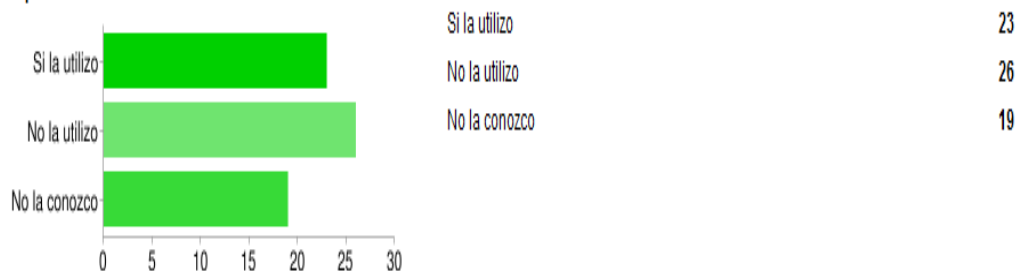 Si la utilizo
No la utilizo
No la conozco
0 5 10 15 20 25 30
Si la utilizo 23
No la utilizo 26
No la conozco 19